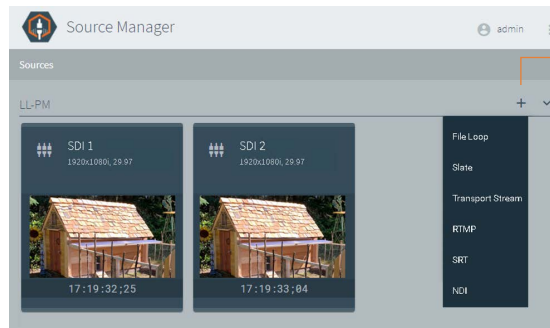 Source Manager
admin
Sources
LL-PM
+
SDI 1
1920x1080i, 29.97
17:19:32;25
SDI 2
1920x1080i, 29.97
17:19:33;04
File Loop
Slate
Transport Stream
RTMP
SRT
NDI